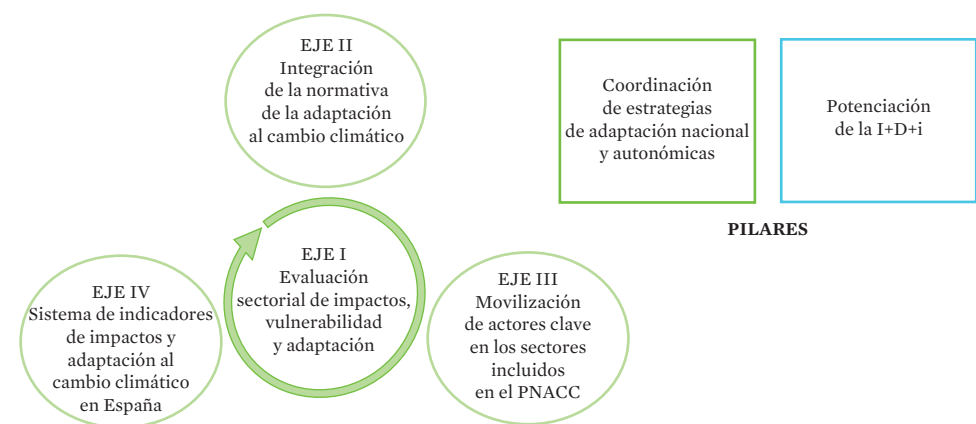 EJE II
Integración
de la normativa
de la adaptación
al cambio climático
EJE I
Evaluación
sectorial de impactos,
vulnerabilidad
y adaptación
EJE IV
Sistema de indicadores
de impactos y
adaptación al
cambio climático
en España
EJE III
Movilización
de actores clave
en los sectores
incluidos
en el PNACC
Coordinación
de estrategias
de adaptación nacional
y autonómicas
Potenciación
de la I+D+i
PILARES